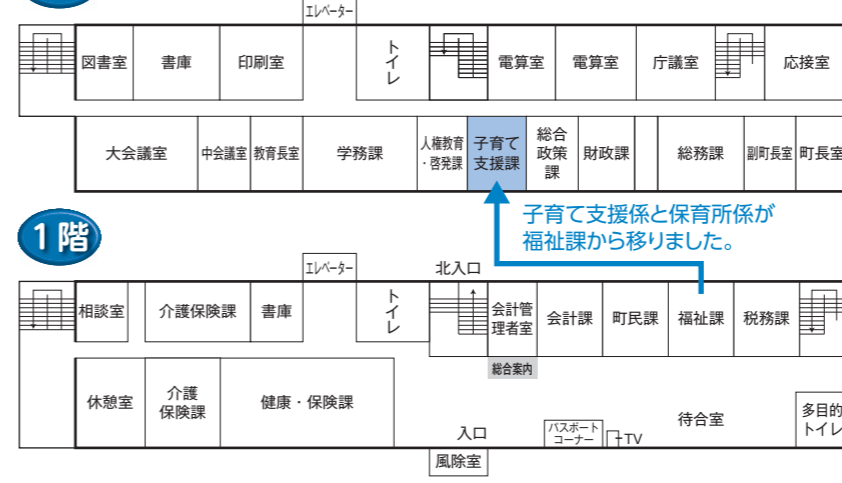 エレベーター
図書室
書庫
印刷室
トイレ
電算室
電算室
庁議室
応接室
大会議室
中会議室
教育長室
学務課
人権教育
・啓発課
子育て
支援課
総合
政策
課
財政課
総務課
副町長室
町長室
子育て支援係と保育所係が
福祉課から移りました。
1階
エレベーター
北入口
相談室
介護保険課
書庫
トイレ
会計管
理者室
会計課
町民課
福祉課
税務課
総合案内
休憩室
介護
保険課
健康・保険課
入口
風除室
パスポート
コーナー
TV
待合室
多目的
トイレ